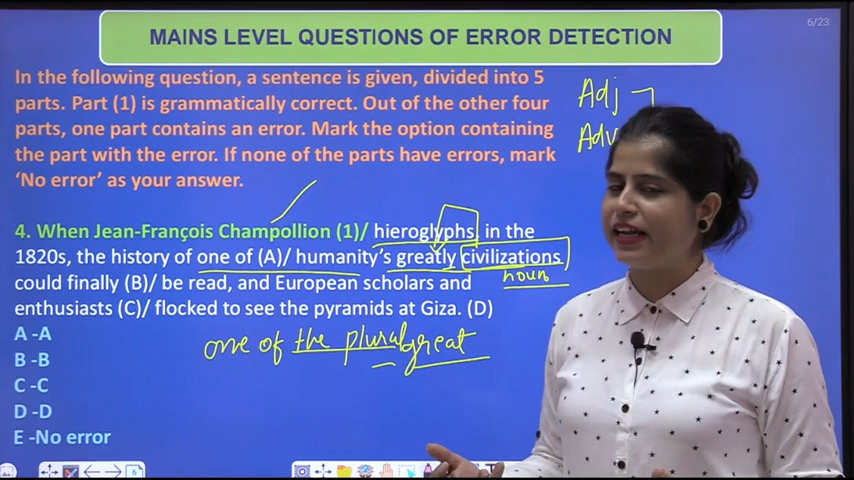 6/23
MAINS LEVEL QUESTIONS OF ERROR DETECTION
In the following question, a sentence is given, divided into 5
parts. Part (1) is grammatically correct. Out of the other four
parts, one part contains an error. Mark the option containing
the part with the error. If none of the parts have errors, mark
‘No error’ as your answer.
Adj
Adv
4. When Jean-François Champollion (1)/ hieroglyphs, in the
1820s, the history of one of (A)/ humanity’s greatly civilizations
noun
could finally (B)/ be read, and European scholars and
enthusiasts (C)/ flocked to see the pyramids at Giza. (D)
one of the plural great
A -A
B -B
C -C
D -D
E -No error
6